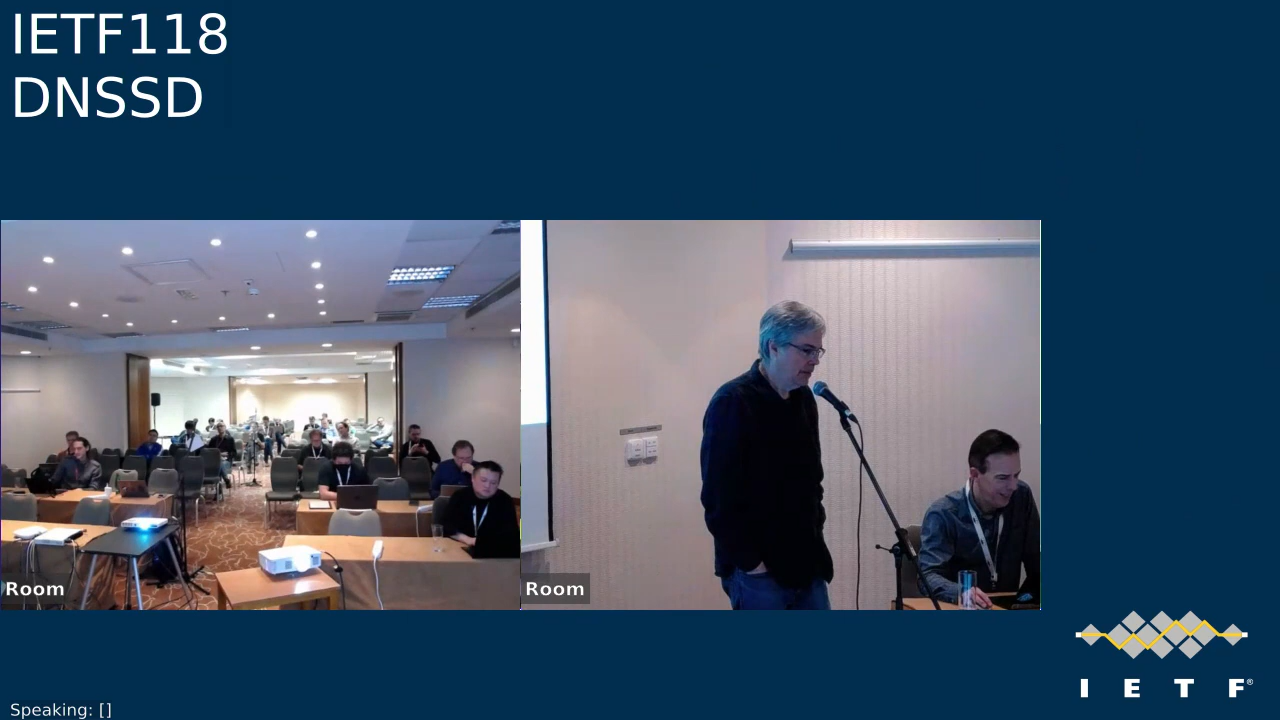 IETF118
DNSSD
Room
Room
I E T F®
Speaking: []